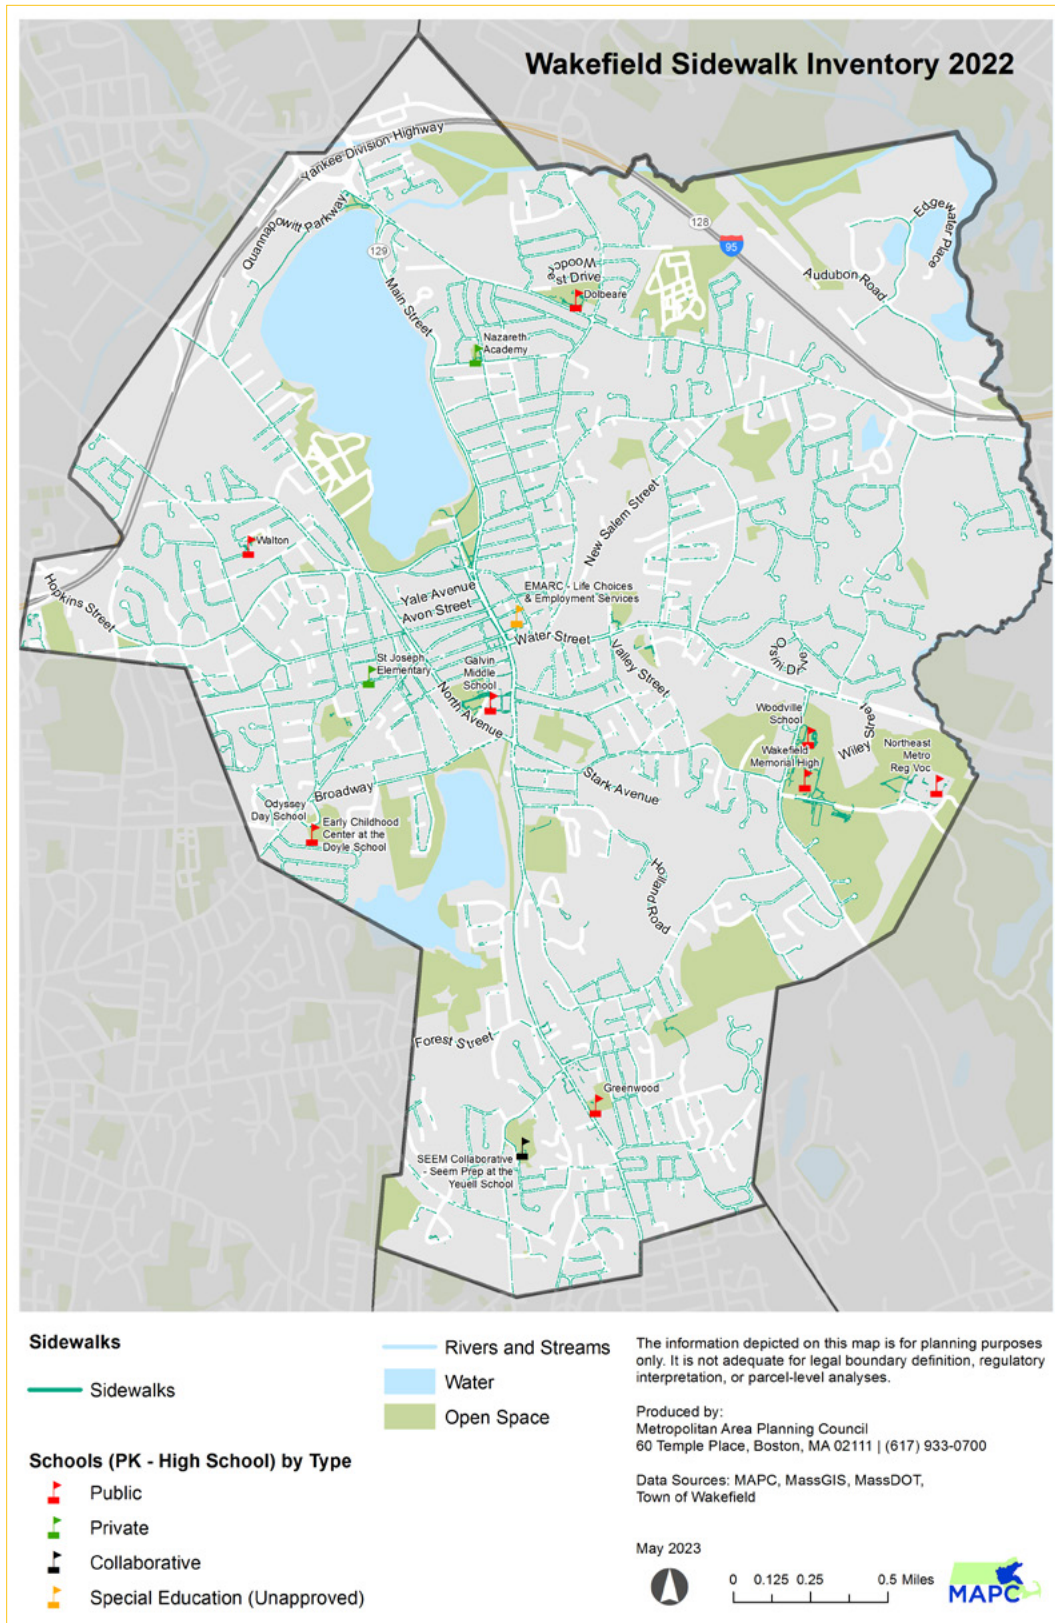 Wakefield Sidewalk Inventory 2022
Yankee Division Highway
Quannapowitt Parkway
Edgewater Place
128
95
129
Audubon Road
Main Street
Dolbeare
Nazareth
Academy
New Salem Street
Walton
Hopkins Street
Yale Avenue
Avon Street
EMARC - Life Choices
& Employment Services
Water Street
Valley Street
Orsini Drive
St Joseph
Elementary
Galvin
Middle
School
North Avenue
Woodville
School
Wiley Street
Wakefield
Memorial High
Northeast
Metro
Reg Voc
Stark Avenue
Broadway
Odyssey
Day School
Early Childhood
Center at the
Doyle School
Holland Road
Forest Street
Greenwood
SEEM Collaborative
- Seem Prep at the
Yeuell School
Sidewalks
Sidewalks
Rivers and Streams
Water
Open Space
Schools (PK - High School) by Type
Public
Private
Collaborative
Special Education (Unapproved)
The information depicted on this map is for planning purposes
only. It is not adequate for legal boundary definition, regulatory
interpretation, or parcel-level analyses.
Produced by:
Metropolitan Area Planning Council
60 Temple Place, Boston, MA 02111 | (617) 933-0700
Data Sources: MAPC, MassGIS, MassDOT,
Town of Wakefield
May 2023
0 0.125 0.25 0.5 Miles
MAPC